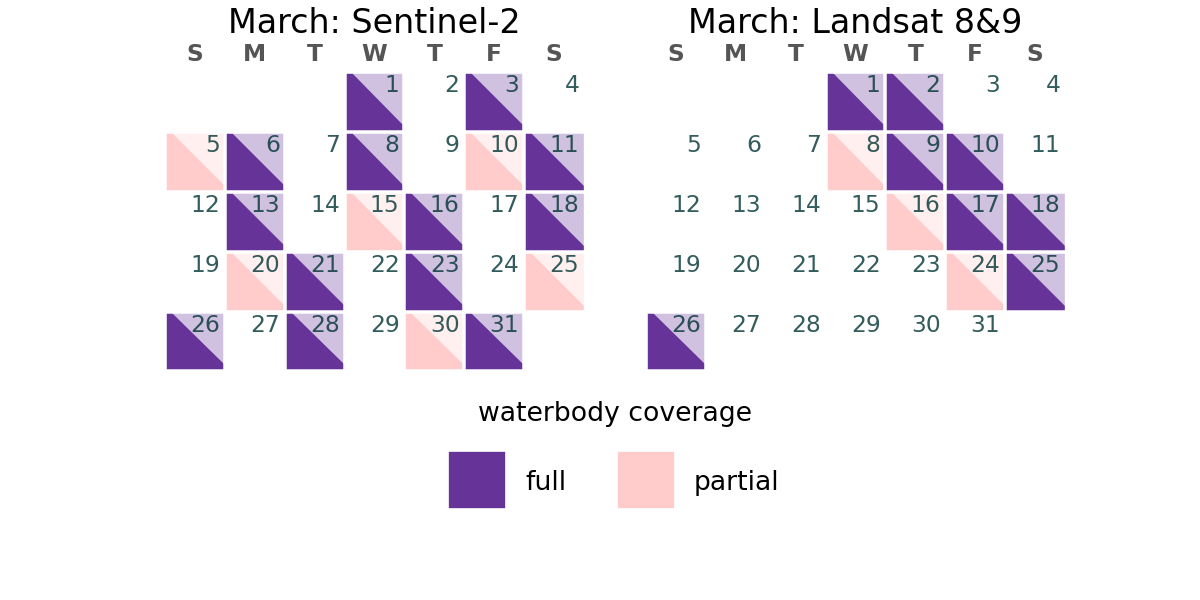 March: Sentinel-2
S M T W T F S
1 2 3 4
5 6 7 8 9 10 11
12 13 14 15 16 17 18
19 20 21 22 23 24 25
26 27 28 29 30 31
March: Landsat 8&9
S M T W T F S
1 2 3 4
5 6 7 8 9 10 11
12 13 14 15 16 17 18
19 20 21 22 23 24 25
26 27 28 29 30 31
waterbody coverage
full partial